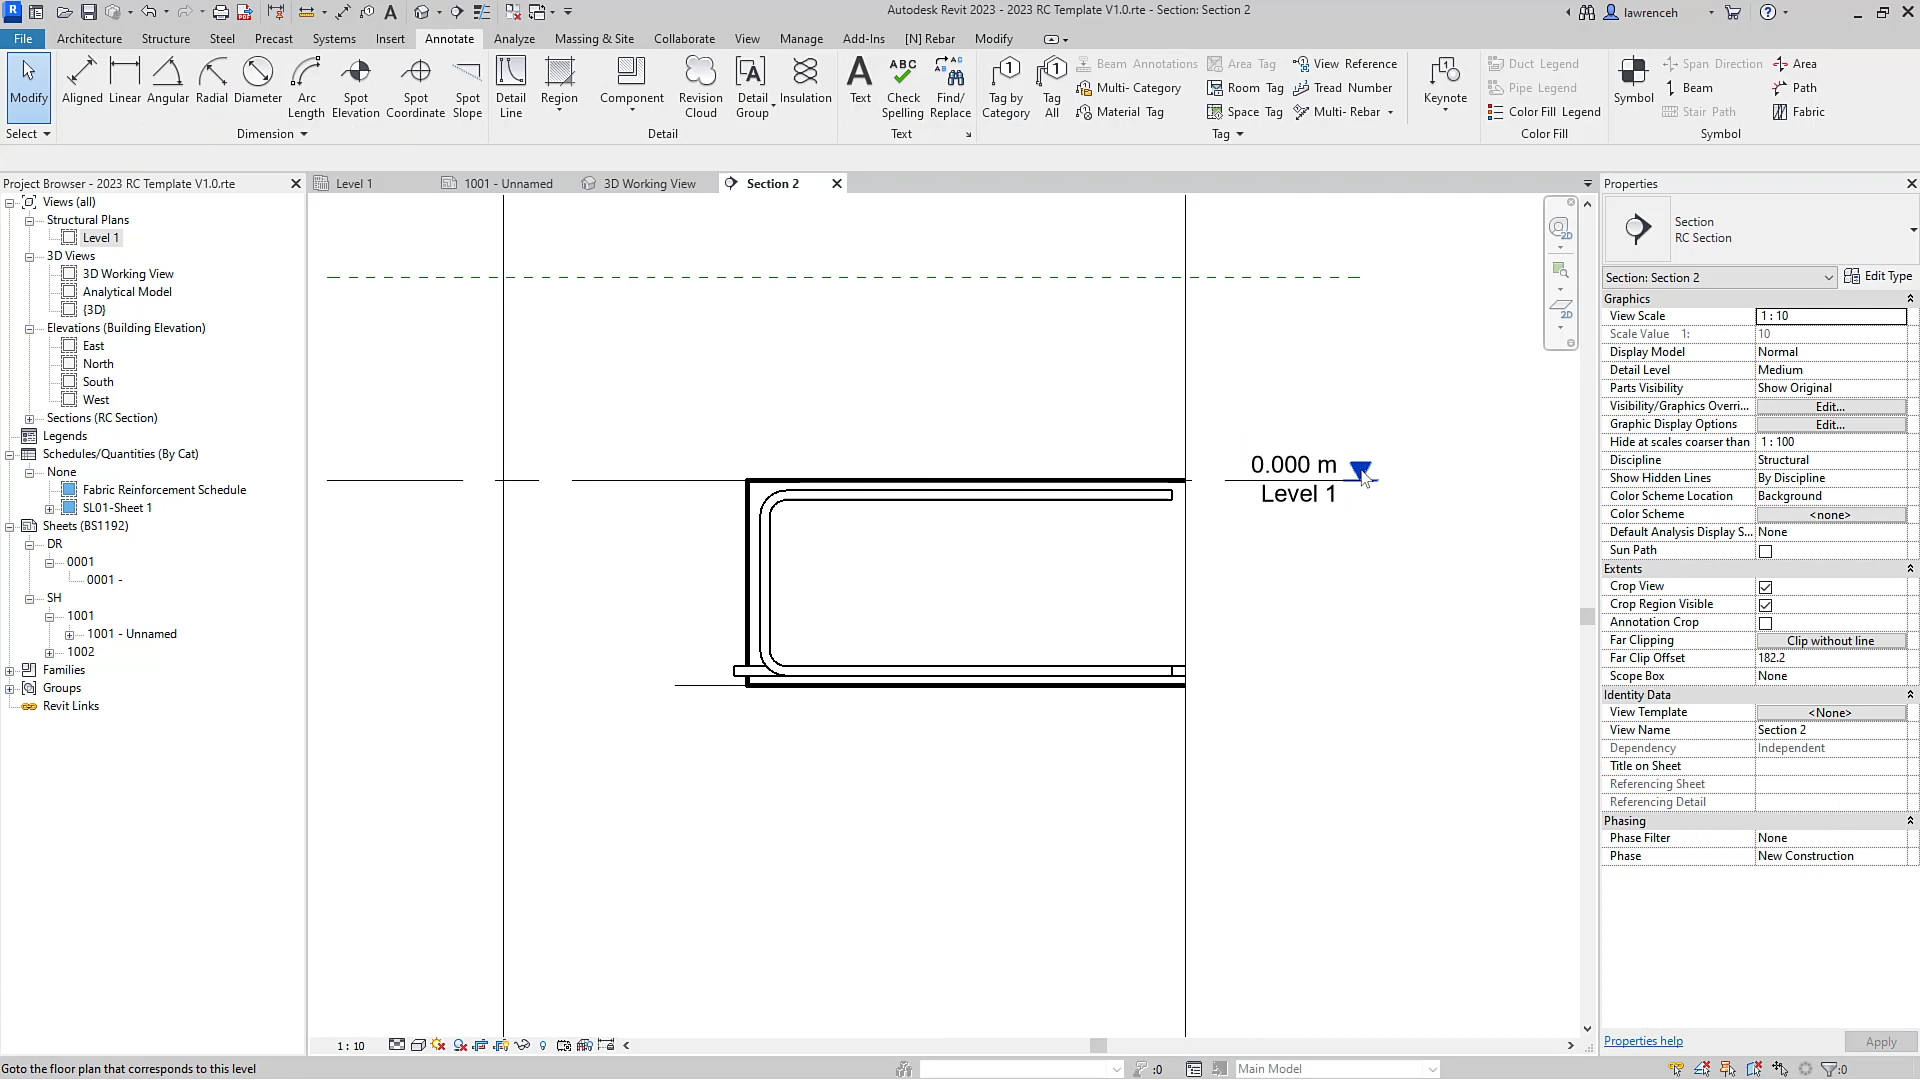 Autodesk Revit 2023 - 2023 RC Template V1.0.rte - Section: Section 2
lawrenceh
File Architecture Structure Steel Precast Systems Insert Annotate Analyze Massing & Site Collaborate View Manage Add-Ins [N] Rebar Modify
Modify Aligned Linear Angular Radial Diameter Arc Length Spot Elevation Spot Coordinate Spot Slope
Detail Line Region Component Revision Cloud Detail Group Insulation
Text Check Spelling Find/ Replace
Tag by Category Tag All Beam Annotations Area Tag View Reference
Multi- Category Room Tag Tread Number
Material Tag Space Tag Multi- Rebar
Keynote
Duct Legend
Pipe Legend
Color Fill Legend
Symbol Span Direction Area
Beam Path
Stair Path Fabric
Select Dimension Detail Text Tag Color Fill Symbol
Project Browser - 2023 RC Template V1.0.rte
Views (all)
Structural Plans
Level 1
3D Views
3D Working View
Analytical Model
{3D}
Elevations (Building Elevation)
East
North
South
West
Sections (RC Section)
Legends
Schedules/Quantities (By Cat)
None
Fabric Reinforcement Schedule
SL01-Sheet 1
Sheets (BS1192)
DR
0001
0001 -
SH
1001
1001 - Unnamed
1002
Families
Groups
Revit Links
Level 1 1001 - Unnamed 3D Working View Section 2
2D
2D
0.000 m
Level 1
Properties
Section
RC Section
Section: Section 2 Edit Type
Graphics
View Scale 1 : 10
Scale Value 1: 10
Display Model Normal
Detail Level Medium
Parts Visibility Show Original
Visibility/Graphics Overri... Edit...
Graphic Display Options Edit...
Hide at scales coarser than 1 : 100
Discipline Structural
Show Hidden Lines By Discipline
Color Scheme Location Background
Color Scheme <none>
Default Analysis Display S... None
Sun Path
Extents
Crop View
Crop Region Visible
Annotation Crop
Far Clipping Clip without line
Far Clip Offset 182.2
Scope Box None
Identity Data
View Template <None>
View Name Section 2
Dependency Independent
Title on Sheet
Referencing Sheet
Referencing Detail
Phasing
Phase Filter None
Phase New Construction
Properties help Apply
1 : 10
Goto the floor plan that corresponds to this level
:0 Main Model :0